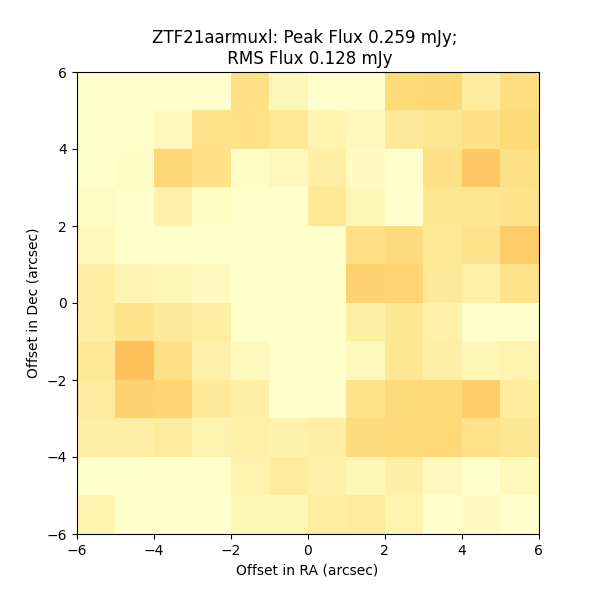 ZTF21aarmuxl: Peak Flux 0.259 mJy;
RMS Flux 0.128 mJy
6
4
2
0
−2
−4
−6
Offset in Dec (arcsec)
−6 −4 −2 0 2 4 6
Offset in RA (arcsec)